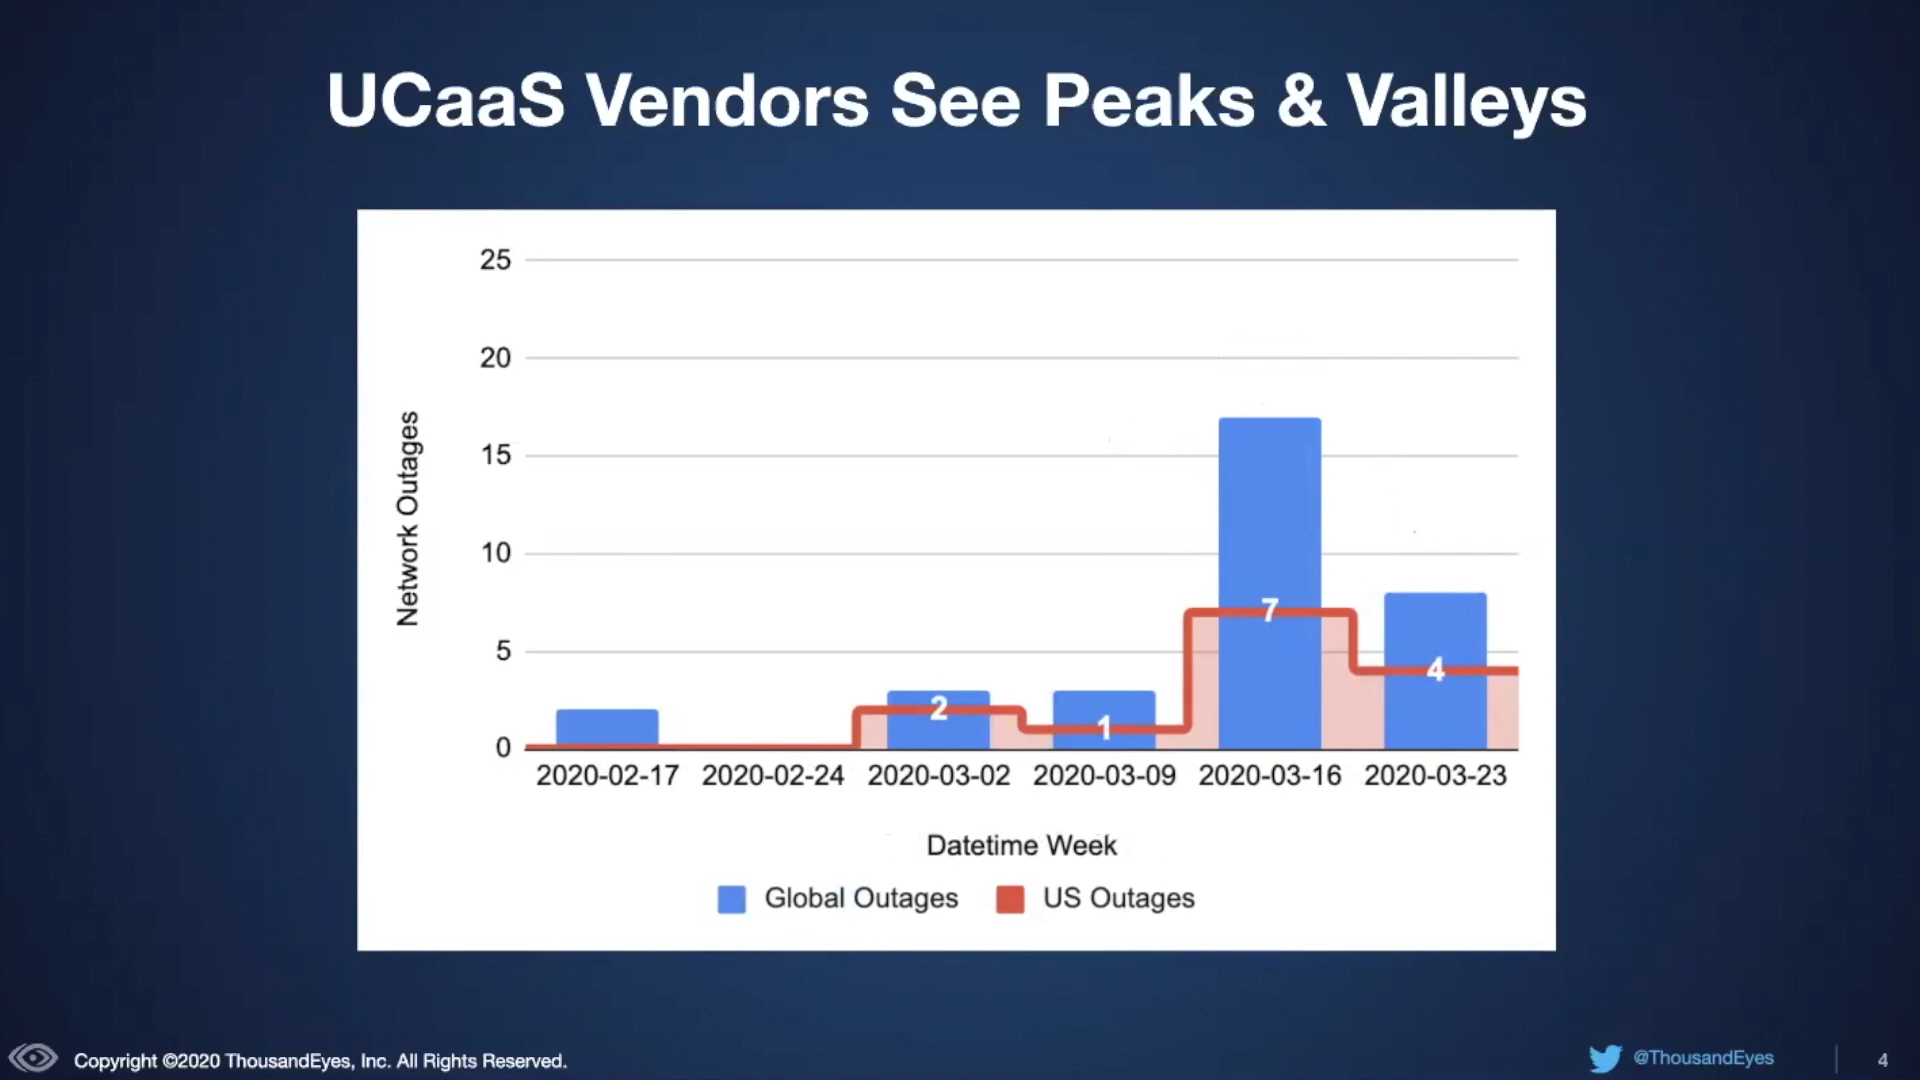 UCaaS Vendors See Peaks & Valleys
25
20
15
10
5
0
Network Outages
2
1
7
4
2020-02-17 2020-02-24 2020-03-02 2020-03-09 2020-03-16 2020-03-23
Datetime Week
Global Outages US Outages
Copyright ©2020 ThousandEyes, Inc. All Rights Reserved.
@ThousandEyes
4